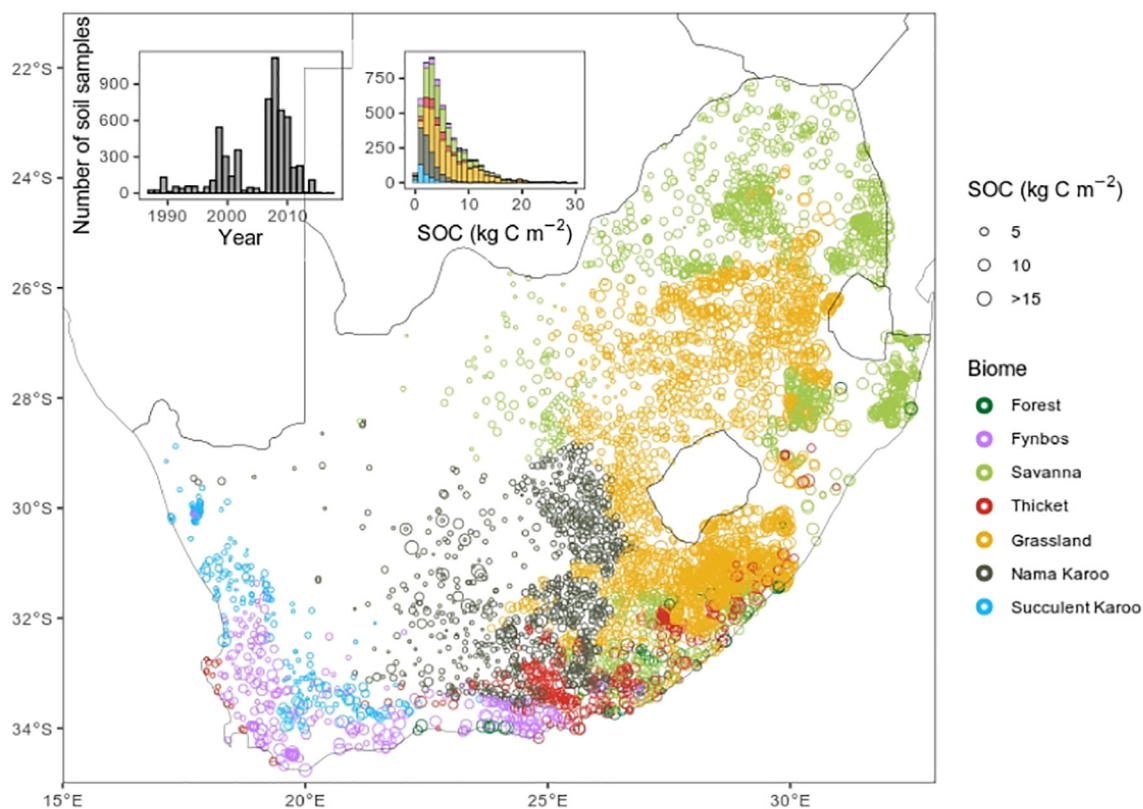 Number of soil samples
900
600
300
0
1990
2000
2010
Year
750
500
250
0
0
10
20
30
SOC (kg C m−2)
22°S
24°S
26°S
28°S
30°S
32°S
34°S
15°E
20°E
25°E
30°E
SOC (kg C m−2)
5
10
>15
Biome
Forest
Fynbos
Savanna
Thicket
Grassland
Nama Karoo
Succulent Karoo